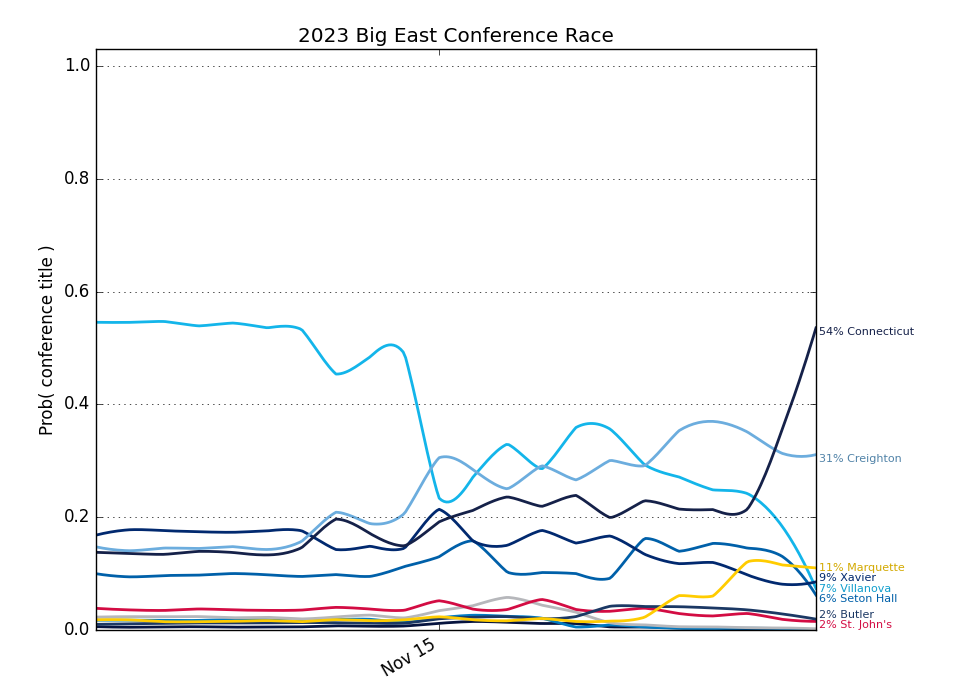 2023 Big East Conference Race
1.0
0.8
0.6
0.4
0.2
0.0
Prob( conference title )
Nov 15
54% Connecticut
31% Creighton
11% Marquette
9% Xavier
7% Villanova
6% Seton Hall
2% Butler
2% St. John's